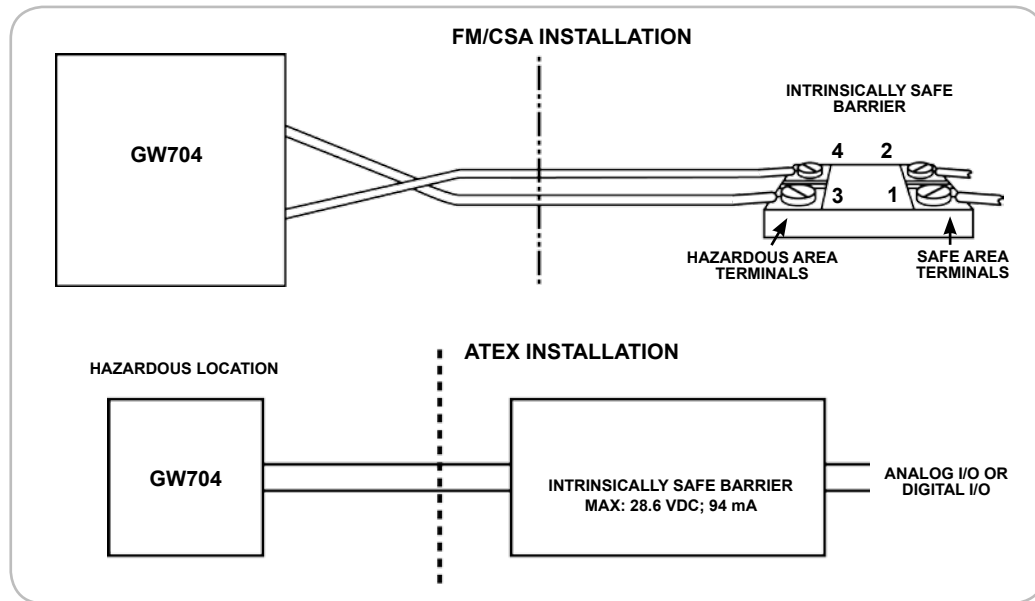 FM/CSA INSTALLATION
INTRINSICALLY SAFE
BARRIER
GW704
4 2
3 1
HAZARDOUS AREA
TERMINALS
SAFE AREA
TERMINALS
ATEX INSTALLATION
HAZARDOUS LOCATION
GW704
INTRINSICALLY SAFE BARRIER
MAX: 28.6 VDC; 94 mA
ANALOG I/O OR
DIGITAL I/O